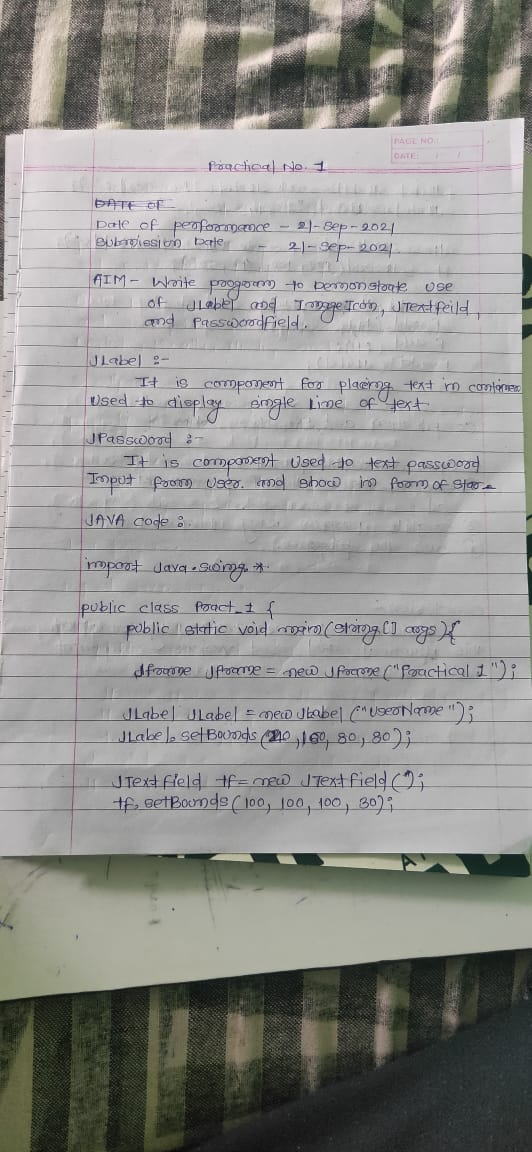 PAGE NO.:
DATE: / /
Practical No. 1
DATE OF
Date of performance - 21-Sep-2021
Submission Date - 21-Sep-2021
AIM - Write program to Demonstrate use
of JLabel and ImageIcon, JTextfeild,
and Passwordfield.
JLabel :-
It is component for placing text in container
Used to display single line of text.
JPassword :-
It is component Used to text password
Input from User. and show in form of star
JAVA code :
import Java.swing.*
public class Pract_1 {
public static void main(string[] args){
Jframe Jframe = new Jframe("Practical 1");
JLabel JLabel = new JLabel ("UserName");
JLabel.setBounds(20,160,80,80);
JTextfield tf= new JTextfield();
tf.setBounds(100, 100, 100, 30);
A